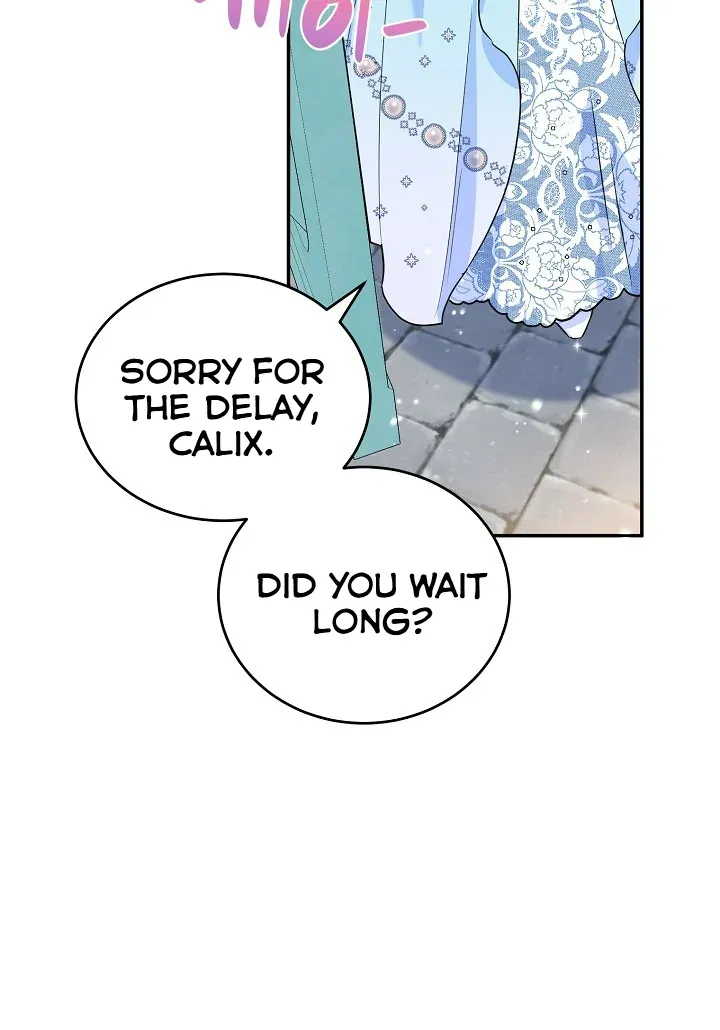 SORRY FOR
THE DELAY,
CALIX.
DID YOU WAIT
LONG?